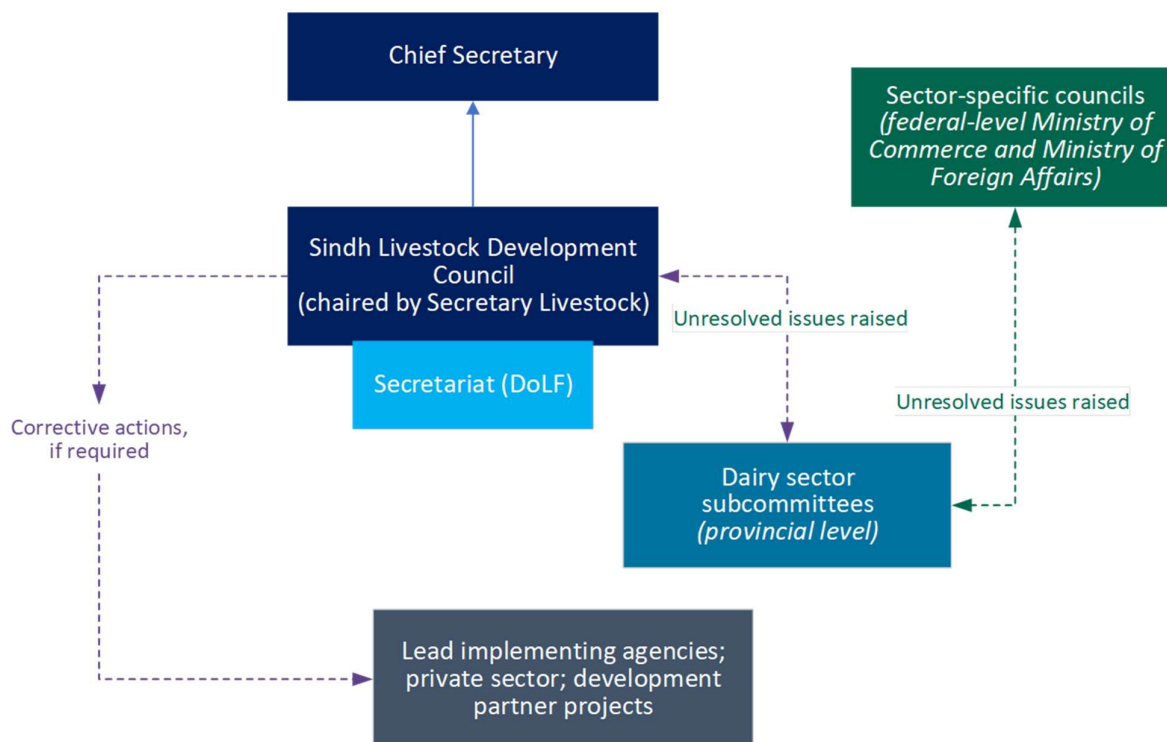 Chief Secretary
Sector-specific councils
(federal-level Ministry of
Commerce and Ministry of
Foreign Affairs)
Sindh Livestock Development
Council
(chaired by Secretary Livestock)
Unresolved issues raised
Secretariat (DoLF)
Unresolved issues raised
Corrective actions,
if required
Dairy sector
subcommittees
(provincial level)
Lead implementing agencies;
private sector; development
partner projects